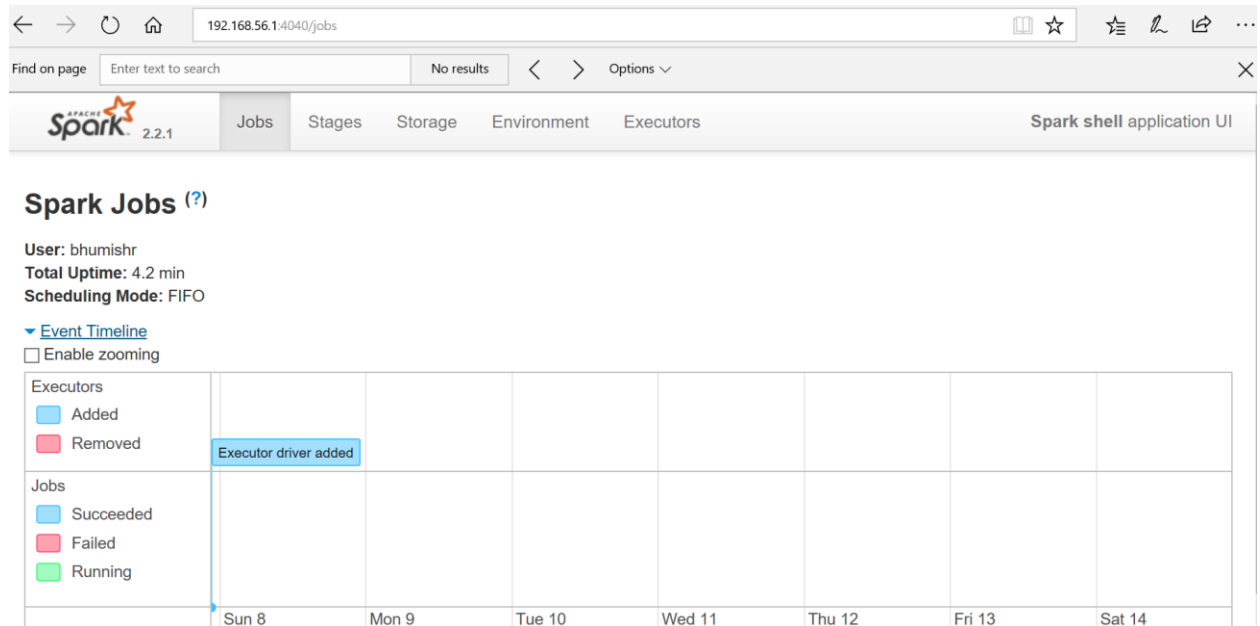 192.168.56.1:4040/jobs
Find on page Enter text to search No results Options
APACHE Spark 2.2.1 Jobs Stages Storage Environment Executors Spark shell application UI
Spark Jobs (?)
User: bhumishr
Total Uptime: 4.2 min
Scheduling Mode: FIFO
Event Timeline
Enable zooming
Executors
Added
Removed
Executor driver added
Jobs
Succeeded
Failed
Running
Sun 8 Mon 9 Tue 10 Wed 11 Thu 12 Fri 13 Sat 14